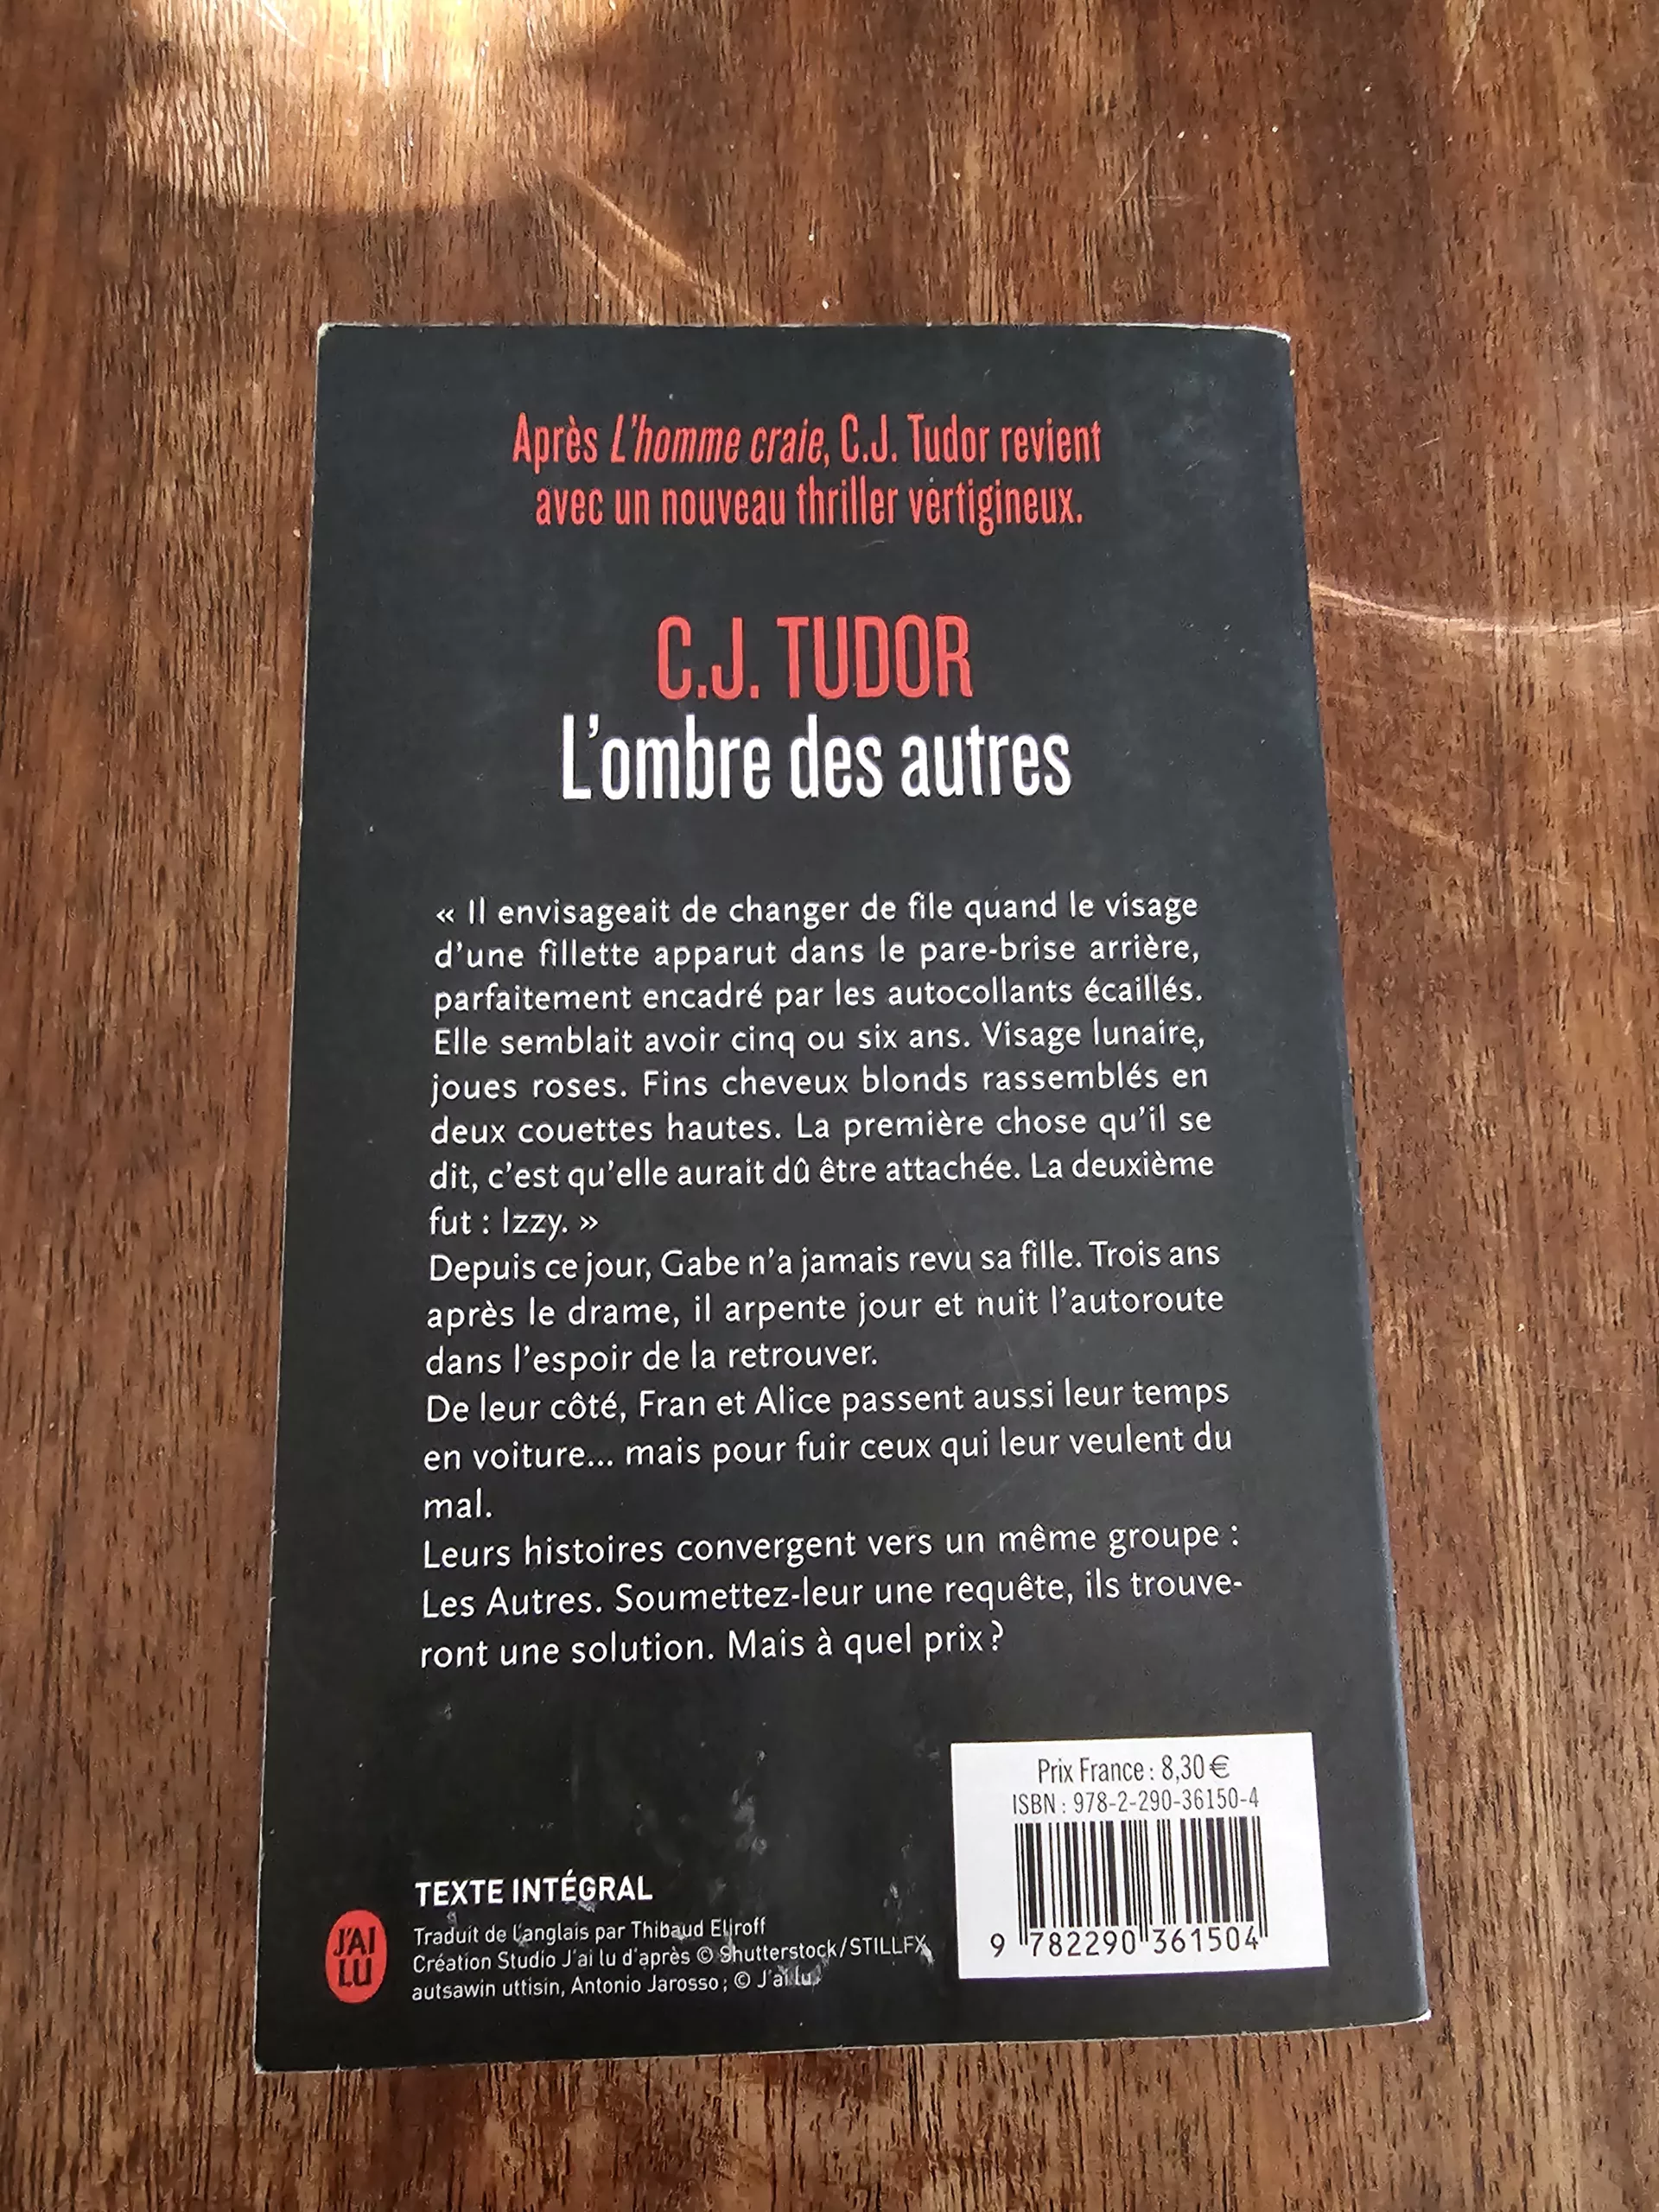 Après L'homme craie, C.J. Tudor revient
avec un nouveau thriller vertigineux.
C.J. TUDOR
L'ombre des autres
« Il envisageait de changer de file quand le visage
d'une fillette apparut dans le pare-brise arrière,
parfaitement encadré par les autocollants écaillés.
Elle semblait avoir cinq ou six ans. Visage lunaire,
joues roses. Fins cheveux blonds rassemblés en
deux couettes hautes. La première chose qu'il se
dit, c'est qu'elle aurait dû être attachée. La deuxième
fut : Izzy. »
Depuis ce jour, Gabe n'a jamais revu sa fille. Trois ans
après le drame, il arpente jour et nuit l'autoroute
dans l'espoir de la retrouver.
De leur côté, Fran et Alice passent aussi leur temps
en voiture... mais pour fuir ceux qui leur veulent du
mal.
Leurs histoires convergent vers un même groupe :
Les Autres. Soumettez-leur une requête, ils trouve-
ront une solution. Mais à quel prix ?
Prix France : 8,30 €
ISBN : 978-2-290-36150-4
9 782290 361504
TEXTE INTÉGRAL
Traduit de l'anglais par Thibaud Eliroff
Création Studio J'ai lu d'après © Shutterstock/STILLFX,
autsawin uttisin, Antonio Jarosso ; © J'ai lu
J'AI
LU